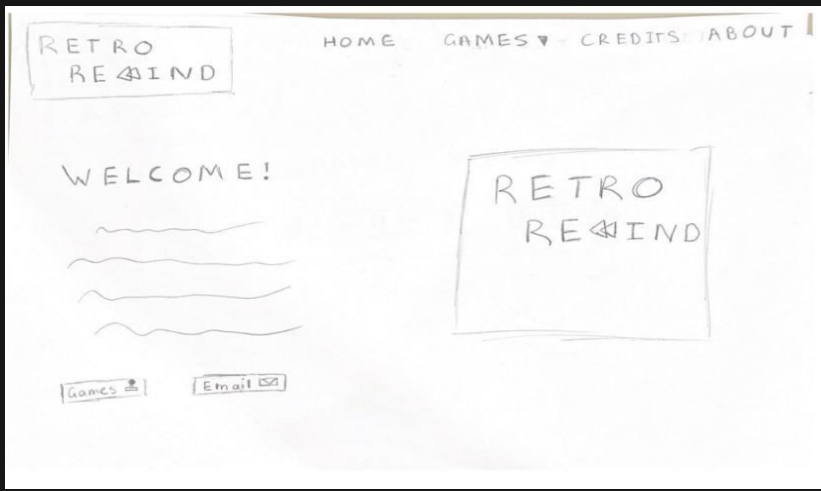 RETRO
RE⏪IND
HOME GAMES▼ CREDITS ABOUT
WELCOME!
RETRO
RE⏪IND
Games Email